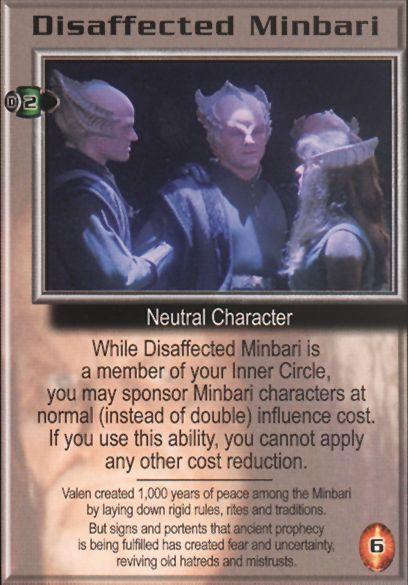 Disaffected Minbari
D 2
Neutral Character
While Disaffected Minbari is
a member of your Inner Circle,
you may sponsor Minbari characters at
normal (instead of double) influence cost.
If you use this ability, you cannot apply
any other cost reduction.
Valen created 1,000 years of peace among the Minbari
by laying down rigid rules, rites and traditions.
But signs and portents that ancient prophecy
is being fulfilled has created fear and uncertainty,
reviving old hatreds and mistrusts.
6